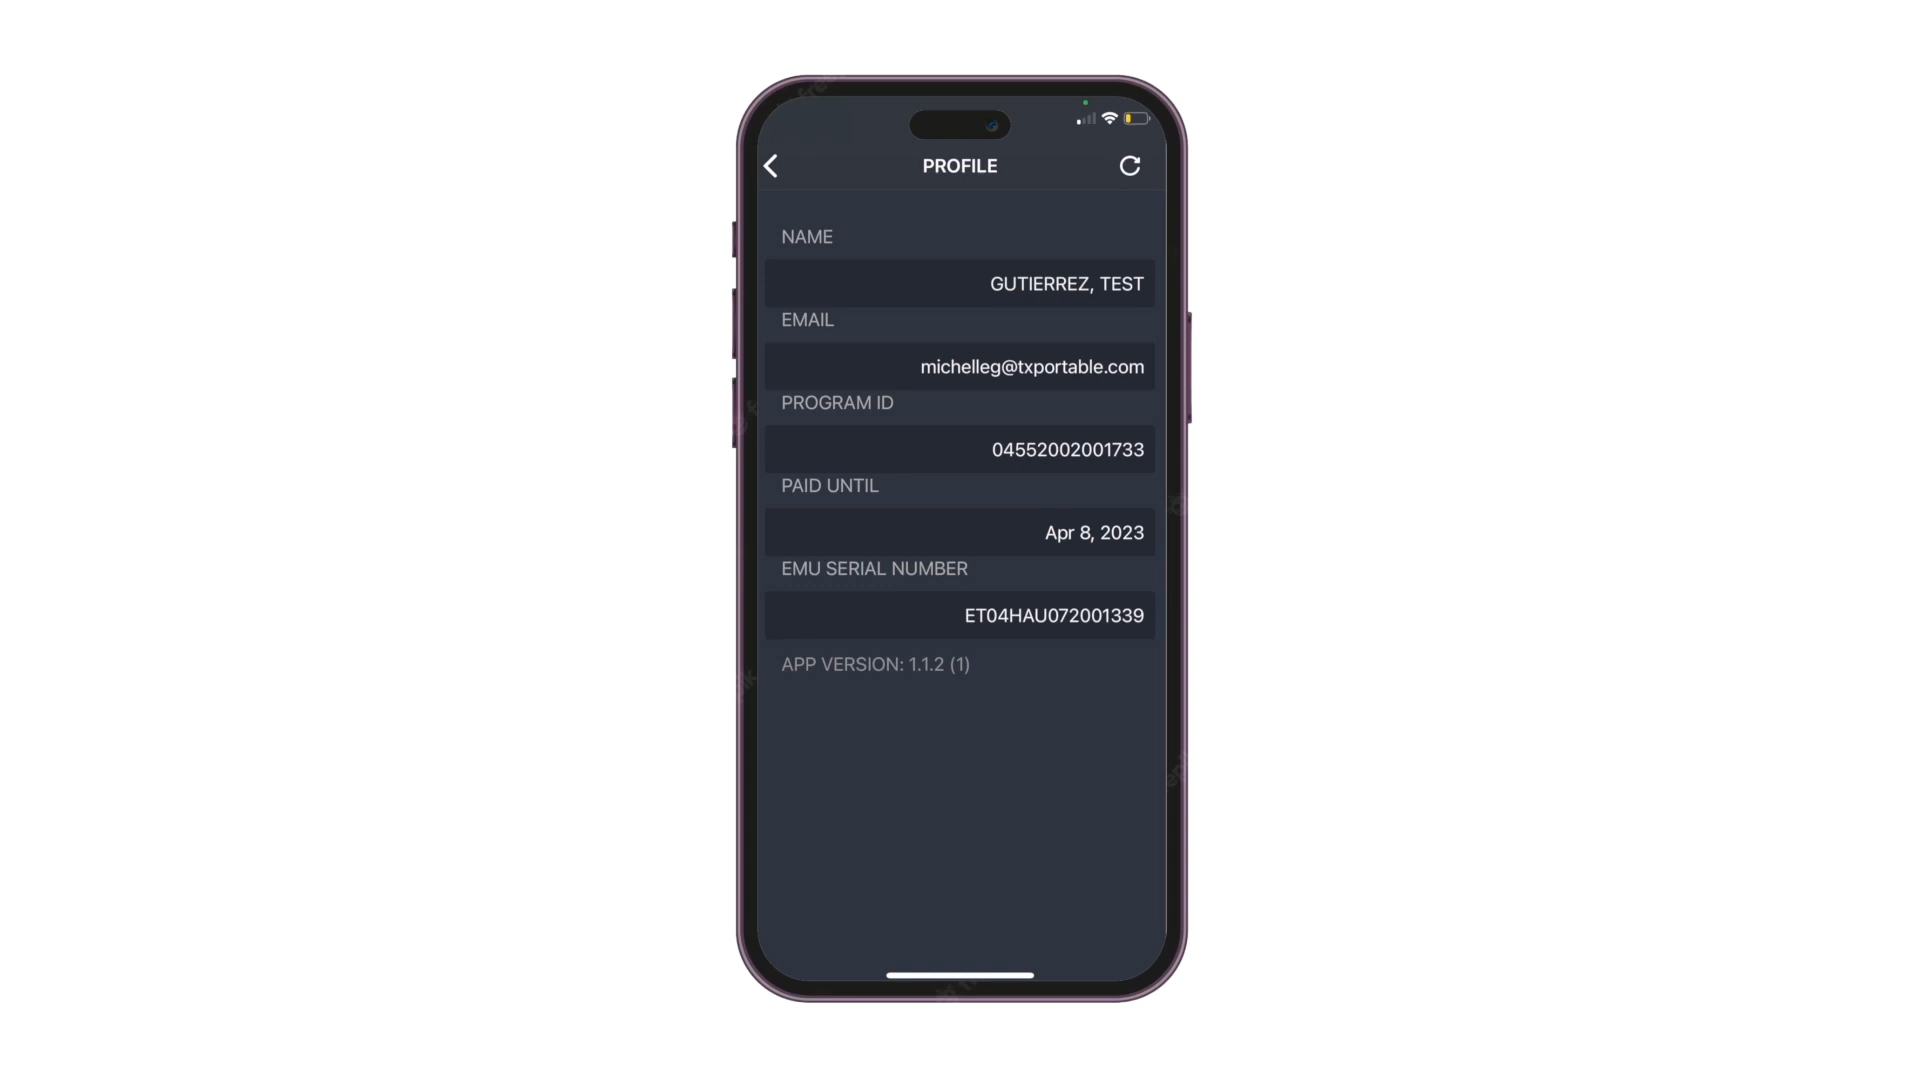 PROFILE
NAME
GUTIERREZ, TEST
EMAIL
michelleg@txportable.com
PROGRAM ID
04552002001733
PAID UNTIL
Apr 8, 2023
EMU SERIAL NUMBER
ET04HAU072001339
APP VERSION: 1.1.2 (1)